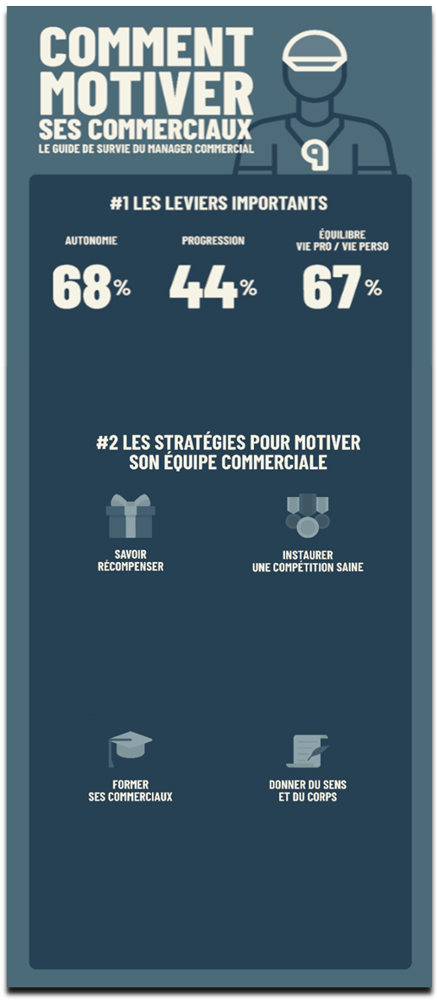 COMMENT
MOTIVER
SES COMMERCIAUX
LE GUIDE DE SURVIE DU MANAGER COMMERCIAL
#1 LES LEVIERS IMPORTANTS
AUTONOMIE
68%
PROGRESSION
44%
ÉQUILIBRE
VIE PRO / VIE PERSO
67%
#2 LES STRATÉGIES POUR MOTIVER
SON ÉQUIPE COMMERCIALE
SAVOIR
RÉCOMPENSER
INSTAURER
UNE COMPÉTITION SAINE
FORMER
SES COMMERCIAUX
DONNER DU SENS
ET DU CORPS